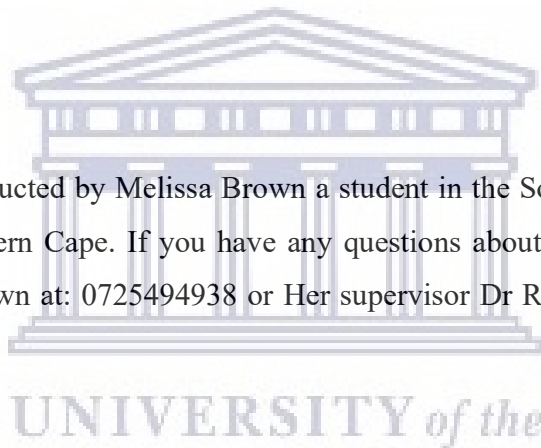 ucted by Melissa Brown a student in the So
ern Cape. If you have any questions about
wn at: 0725494938 or Her supervisor Dr R
UNIVERSITY of the